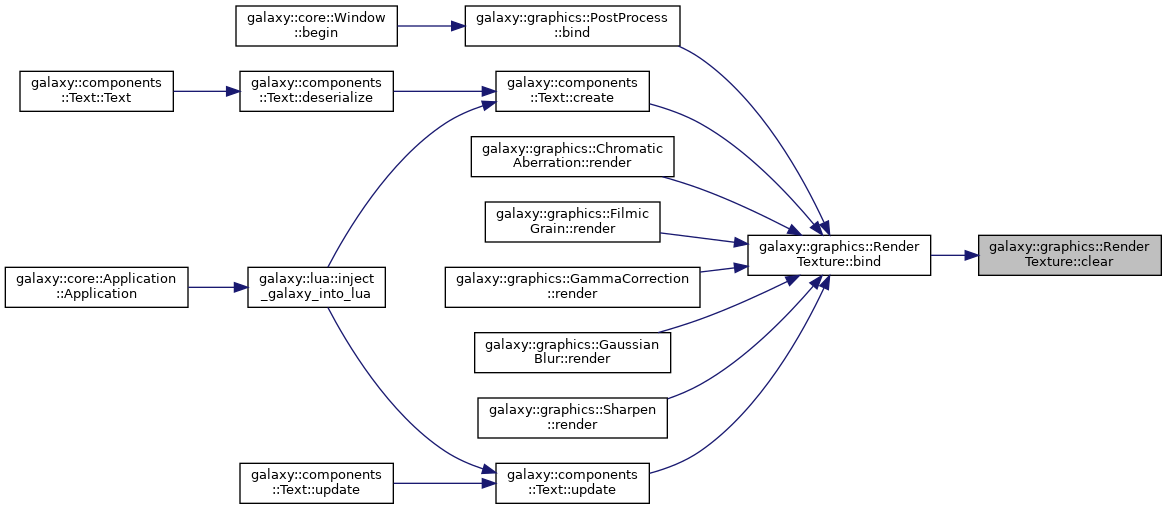 galaxy::core::Window
::begin
galaxy::graphics::PostProcess
::bind
galaxy::components
::Text::Text
galaxy::components
::Text::deserialize
galaxy::components
::Text::create
galaxy::graphics::Chromatic
Aberration::render
galaxy::graphics::Filmic
Grain::render
galaxy::graphics::Render
Texture::bind
galaxy::graphics::Render
Texture::clear
galaxy::core::Application
::Application
galaxy::lua::inject
_galaxy_into_lua
galaxy::graphics::GammaCorrection
::render
galaxy::graphics::Gaussian
Blur::render
galaxy::graphics::Sharpen
::render
galaxy::components
::Text::update
galaxy::components
::Text::update